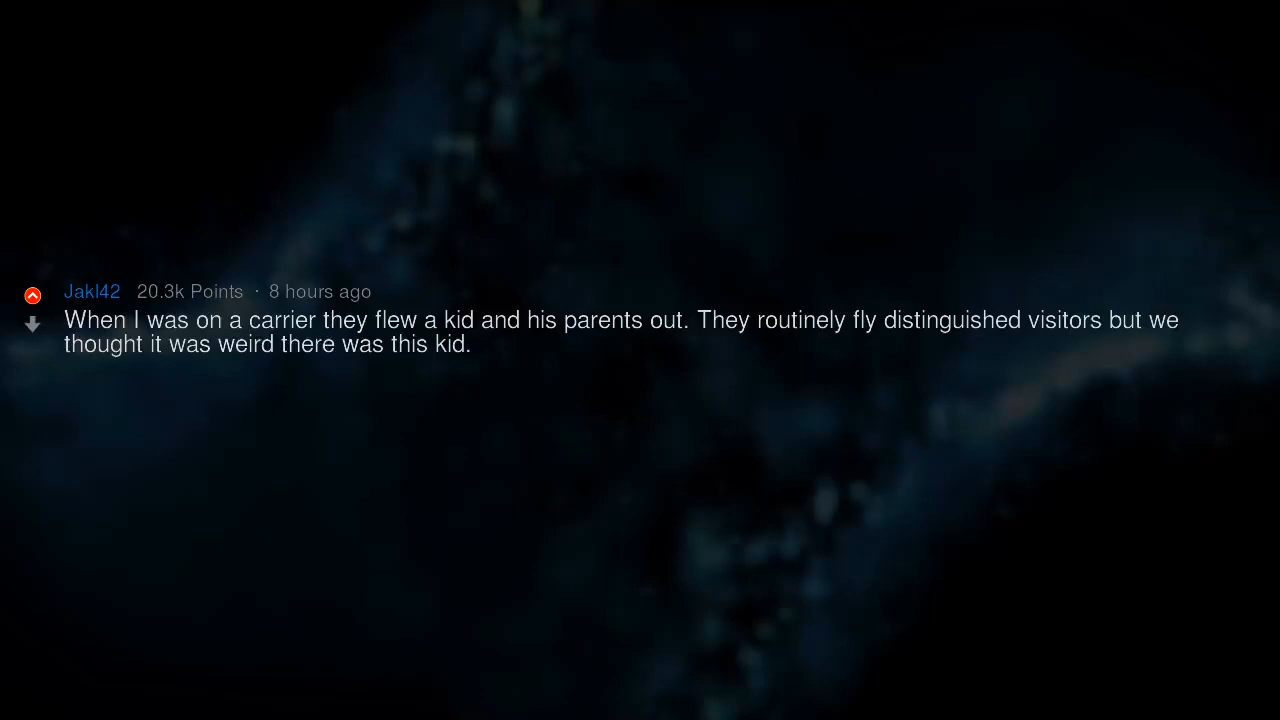 Jakl42 20.3k Points · 8 hours ago
When I was on a carrier they flew a kid and his parents out. They routinely fly distinguished visitors but we
thought it was weird there was this kid.